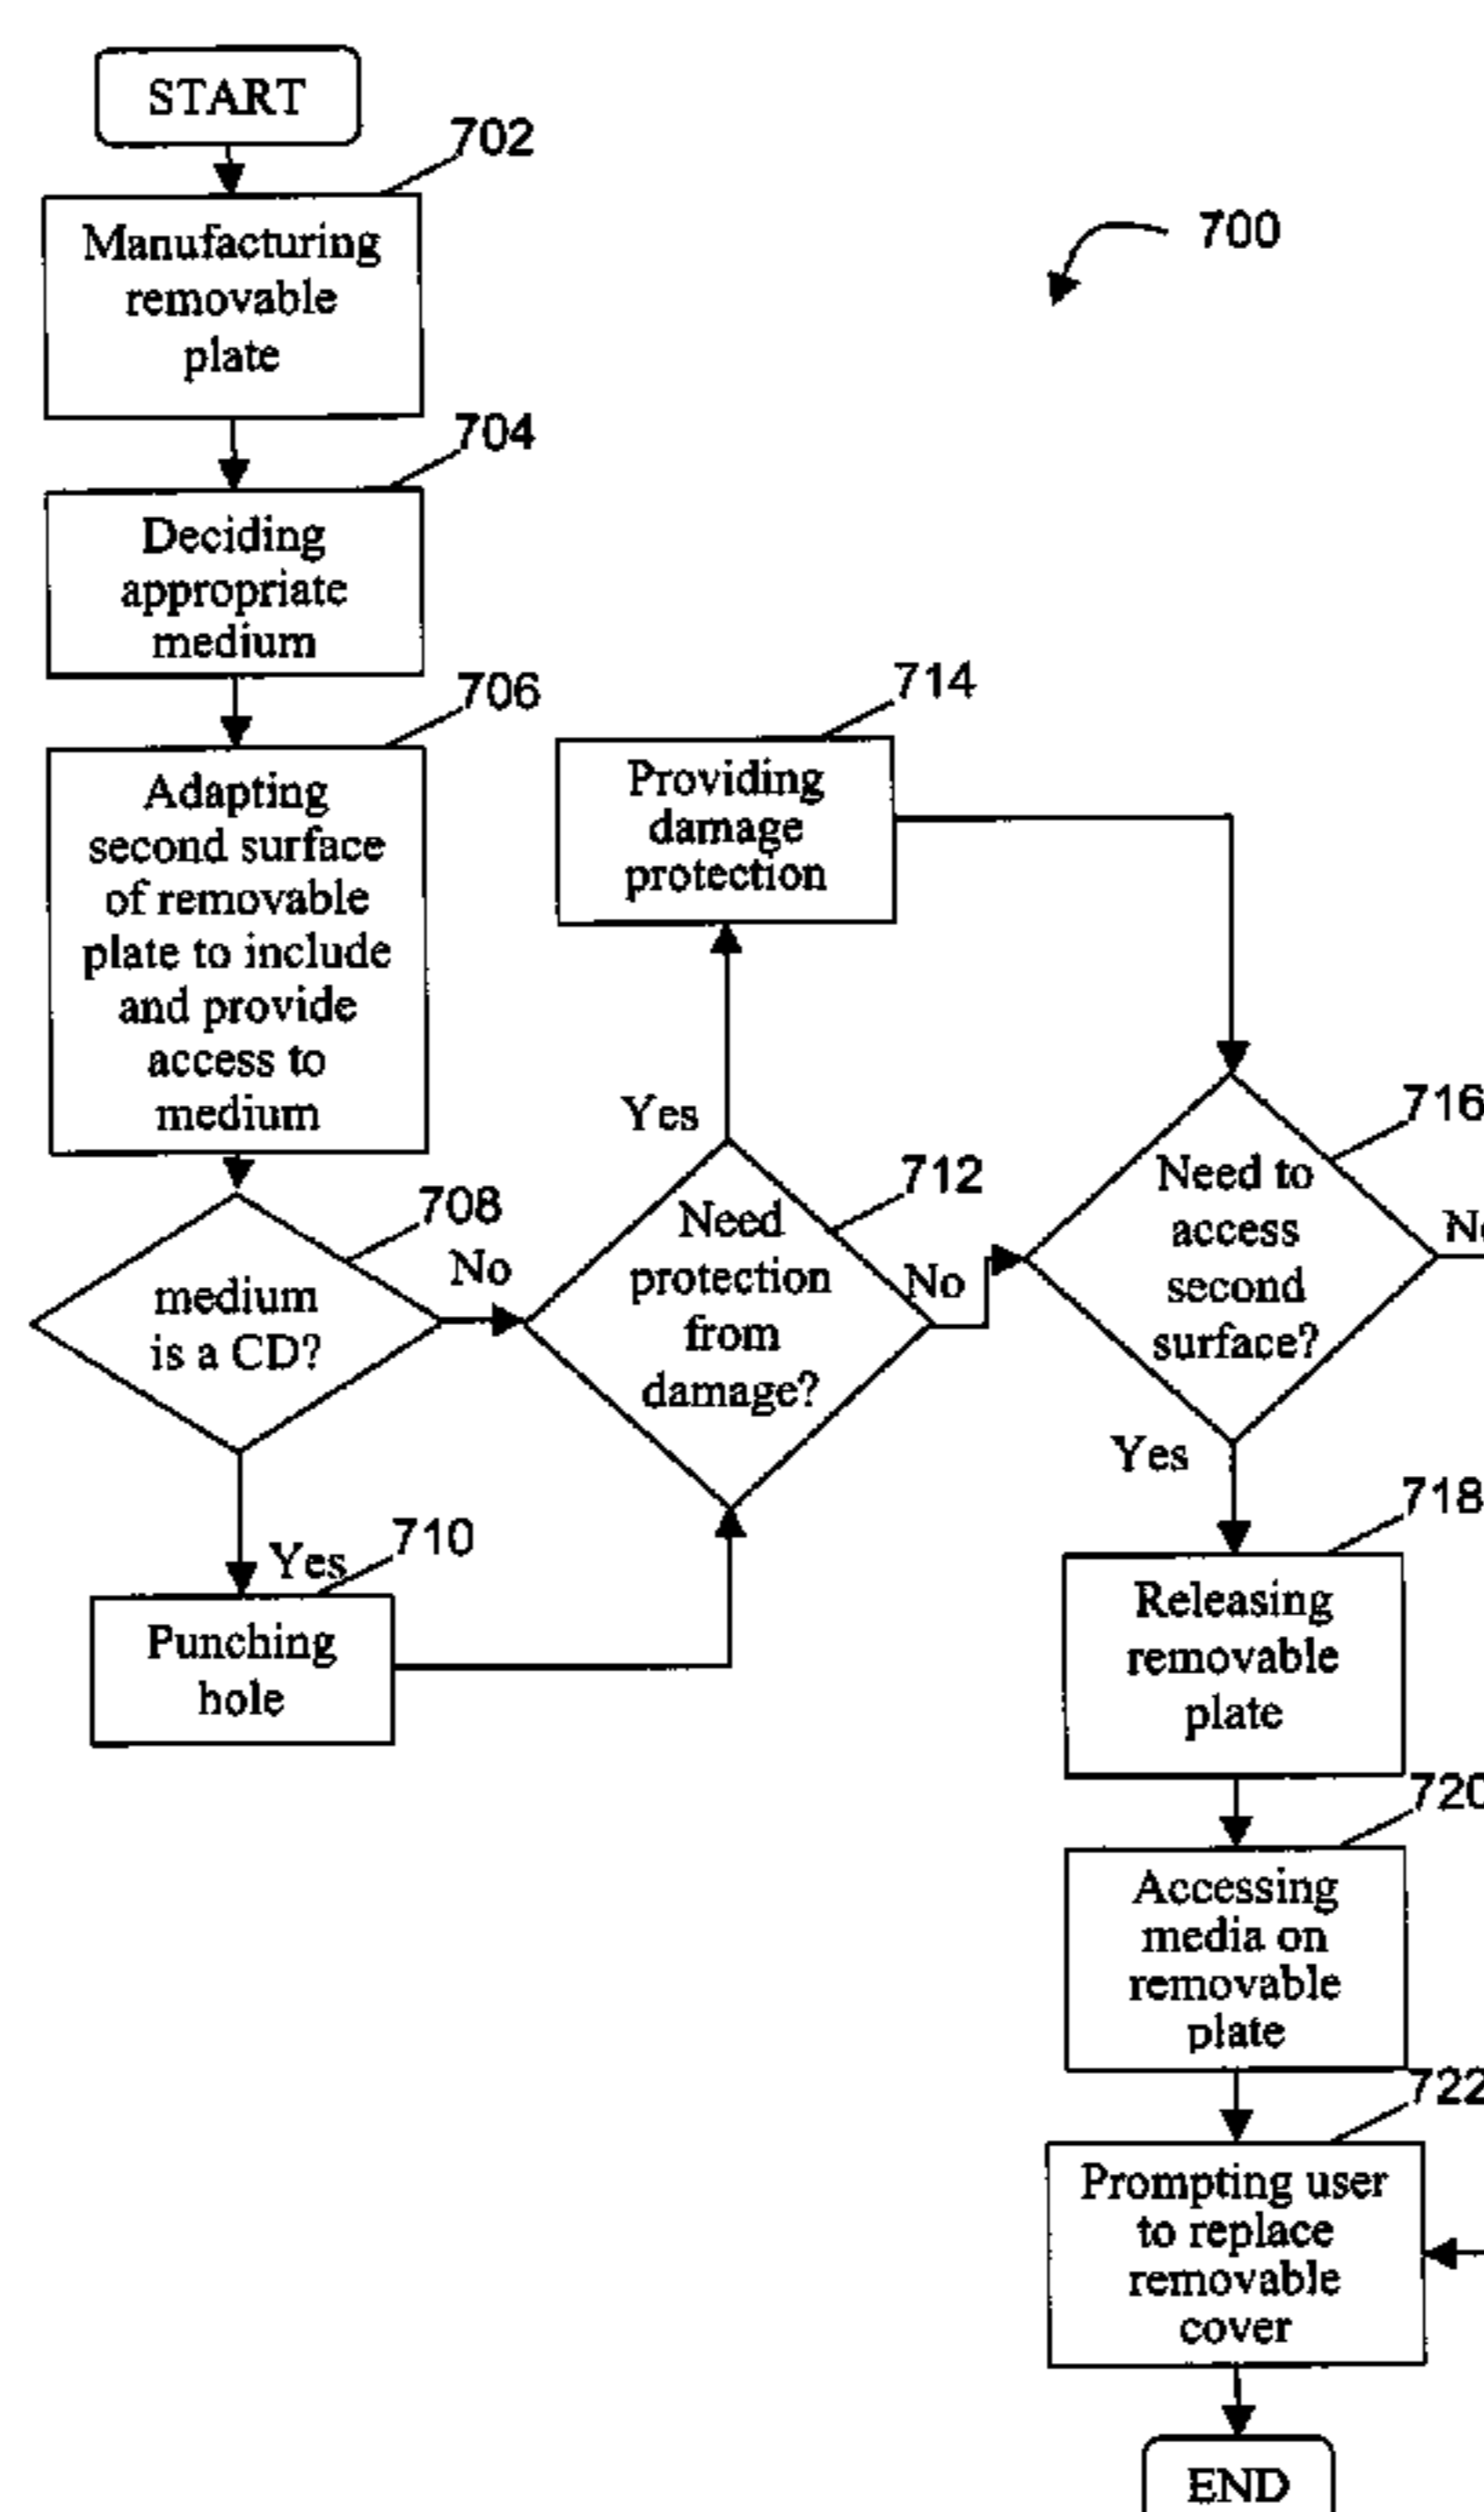 START
702
Manufacturing
removable
plate
700
704
Deciding
appropriate
medium
706
Adapting
second surface
of removable
plate to include
and provide
access to
medium
708
medium
is a CD?
No
Yes
710
Punching
hole
712
Need
protection
from
damage?
Yes
No
714
Providing
damage
protection
716
Need to
access
second
surface?
Yes
718
Releasing
removable
plate
720
Accessing
media on
removable
plate
722
Prompting user
to replace
removable
cover
END